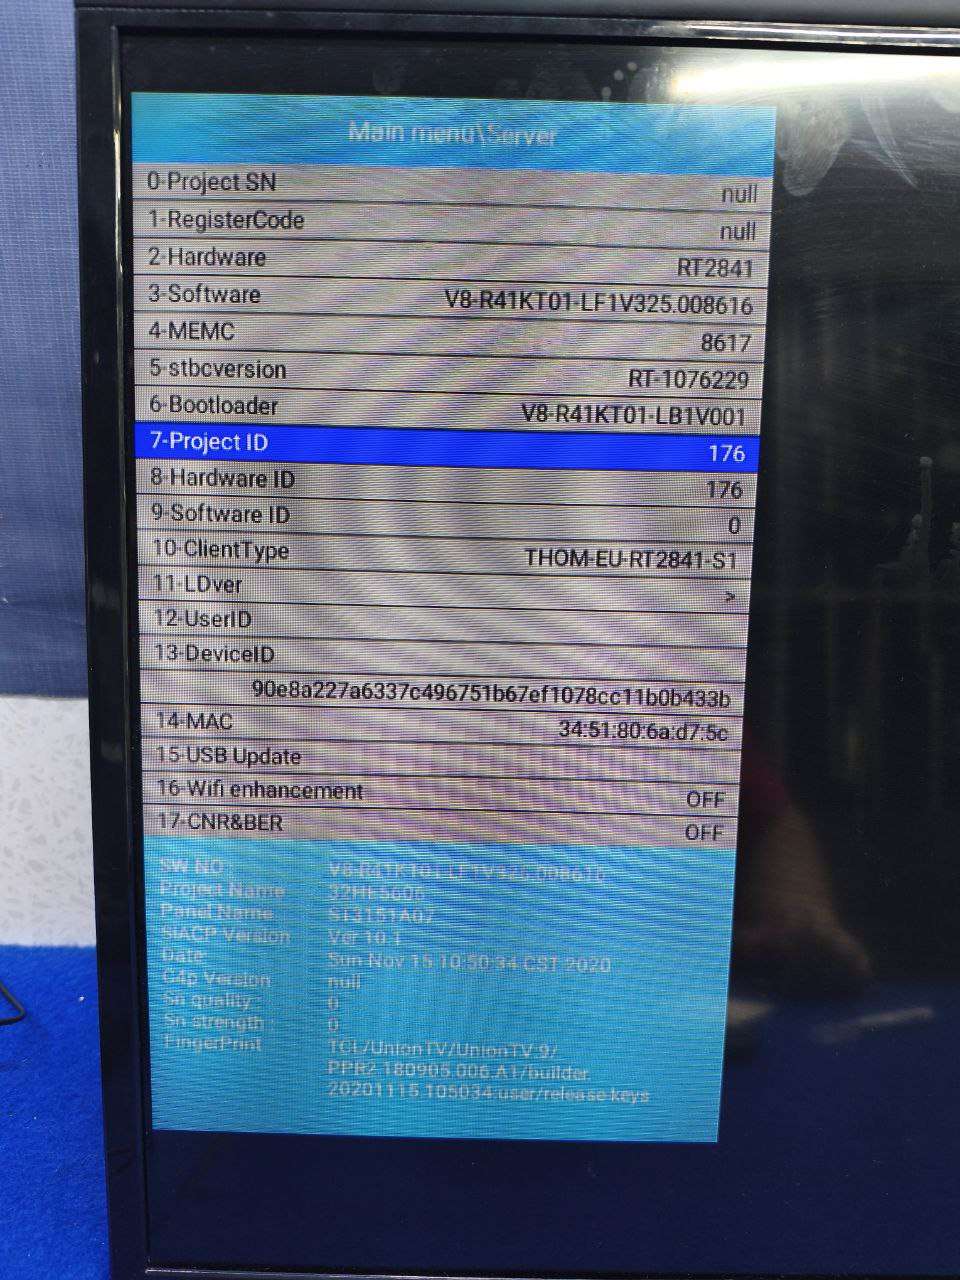 Main menu\Server
0-Project SN null
1-RegisterCode null
2-Hardware RT2841
3-Software V8-R41KT01-LF1V325.008616
4-MEMC 8617
5-stbcversion RT-1076229
6-Bootloader V8-R41KT01-LB1V001
7-Project ID 176
8-Hardware ID 176
9-Software ID 0
10-ClientType THOM-EU-RT2841-S1
11-LDver >
12-UserID
13-DeviceID
90e8a227a6337c496751b67ef1078cc11b0b433b
14-MAC 34:51:80:6a:d7:5c
15-USB Update
16-Wifi enhancement OFF
17-CNR&BER OFF
SW NO: V8-R41KT01-LF1V325.008616
Project Name
Panel Name ST3151A07
SIACP Version Ver 10.1
Date: Sun Nov 15 10:50:34 CST 2020
C4p Version null
Sn quality : 0
Sn strength : 0
FingerPrint TCL/UnionTV/UnionTV:9/
PPR2.180905.006.A1/builder.
20201115.105034:user/release-keys